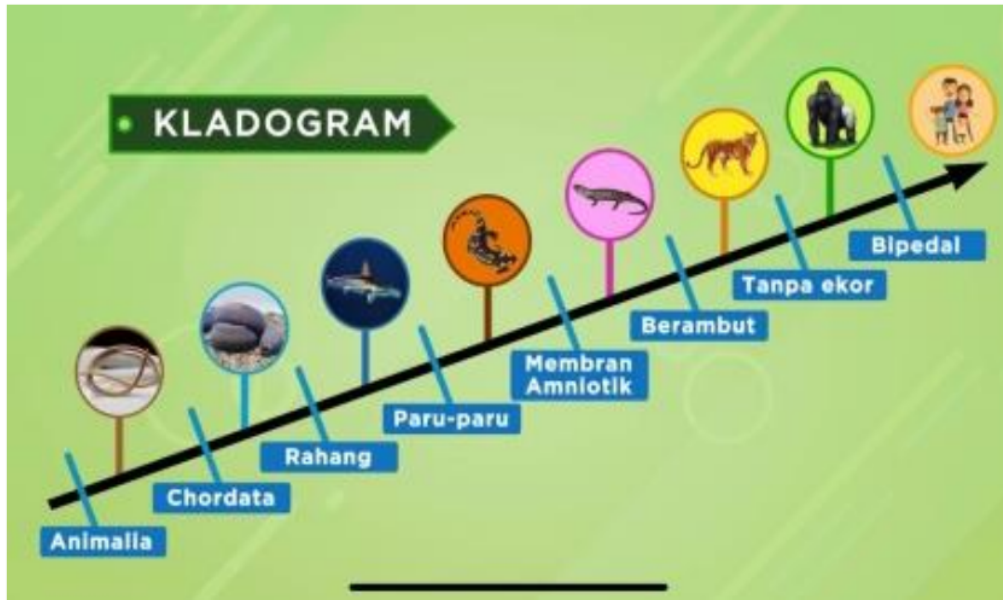 KLADOGRAM
Bipedal
Tanpa ekor
Berambut
Membran
Amniotik
Paru-paru
Rahang
Chordata
Animalia